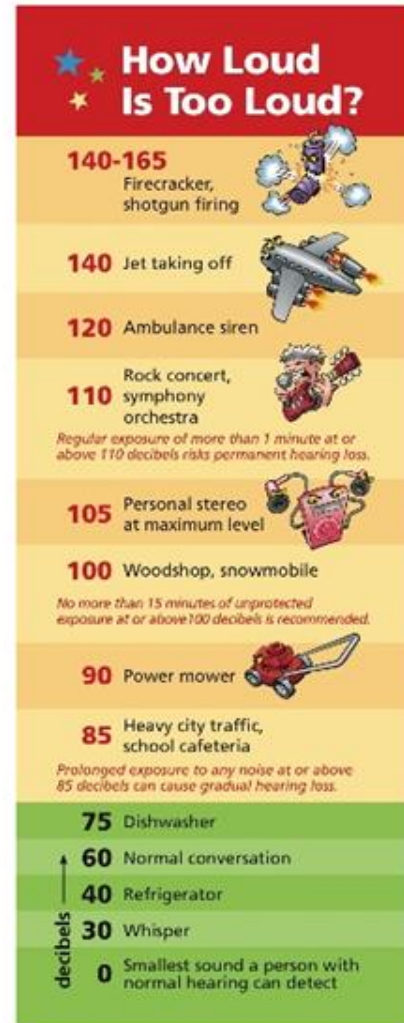 How Loud
Is Too Loud?
140-165
Firecracker,
shotgun firing
140 Jet taking off
120 Ambulance siren
110 Rock concert,
symphony
orchestra
Regular exposure of more than 1 minute at or
above 110 decibels risks permanent hearing loss.
105 Personal stereo
at maximum level
100 Woodshop, snowmobile
No more than 15 minutes of unprotected
exposure at or above 100 decibels is recommended.
90 Power mower
85 Heavy city traffic,
school cafeteria
Prolonged exposure to any noise at or above
85 decibels can cause gradual hearing loss.
75 Dishwasher
60 Normal conversation
40 Refrigerator
30 Whisper
0 Smallest sound a person with
normal hearing can detect
decibels